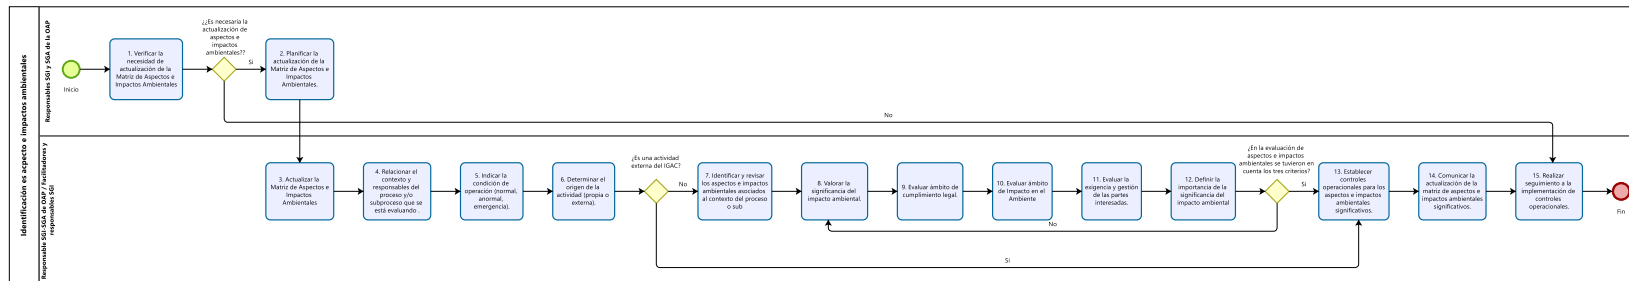 Identificación es acpecto e impactos ambientales
Responsables SGI y SGA de la OAP
Inicio
1. Verificar la
necesidad de
actualización de la
Matriz de Aspectos e
Impactos Ambientales
¿¿Es necesaria la
actualización de
aspectos e
impactos
ambientales??
Si
2. Planificar la
actualización de la
Matriz de Aspectos e
Impactos
Ambientales.
No
Responsable SGI-SGA de OAP / Facilitadores y
responsables SGI
3. Actualizar la
Matriz de Aspectos e
Impactos
Ambientales
4. Relacionar el
contexto y
responsables del
proceso y/o
subproceso que se
está evaluando .
5. Indicar la
condición de
operación (normal,
anormal,
emergencia).
6. Determinar el
origen de la
actividad (propia o
externa).
¿Es una actividad
externa del IGAC?
No
7. Identificar y revisar
los aspectos e impactos
ambientales asociados
al contexto del proceso
o sub
8. Valorar la
significancia del
impacto ambiental.
9. Evaluar ámbito de
cumplimiento legal.
10. Evaluar ámbito
de Impacto en el
Ambiente
11. Evaluar la
exigencia y gestión
de las partes
interesadas.
12. Definir la
importancia de la
significancia del
impacto ambiental
¿En la evaluación de
aspectos e impactos
ambientales se tuvieron en
cuenta los tres criterios?
Si
No
Si
13. Establecer
controles
operacionales para los
aspectos e impactos
ambientales
significativos.
14. Comunicar la
actualización de la
matriz de aspectos e
impactos ambientales
significativos.
15. Realizar
seguimiento a la
implementación de
controles
operacionales.
Fin